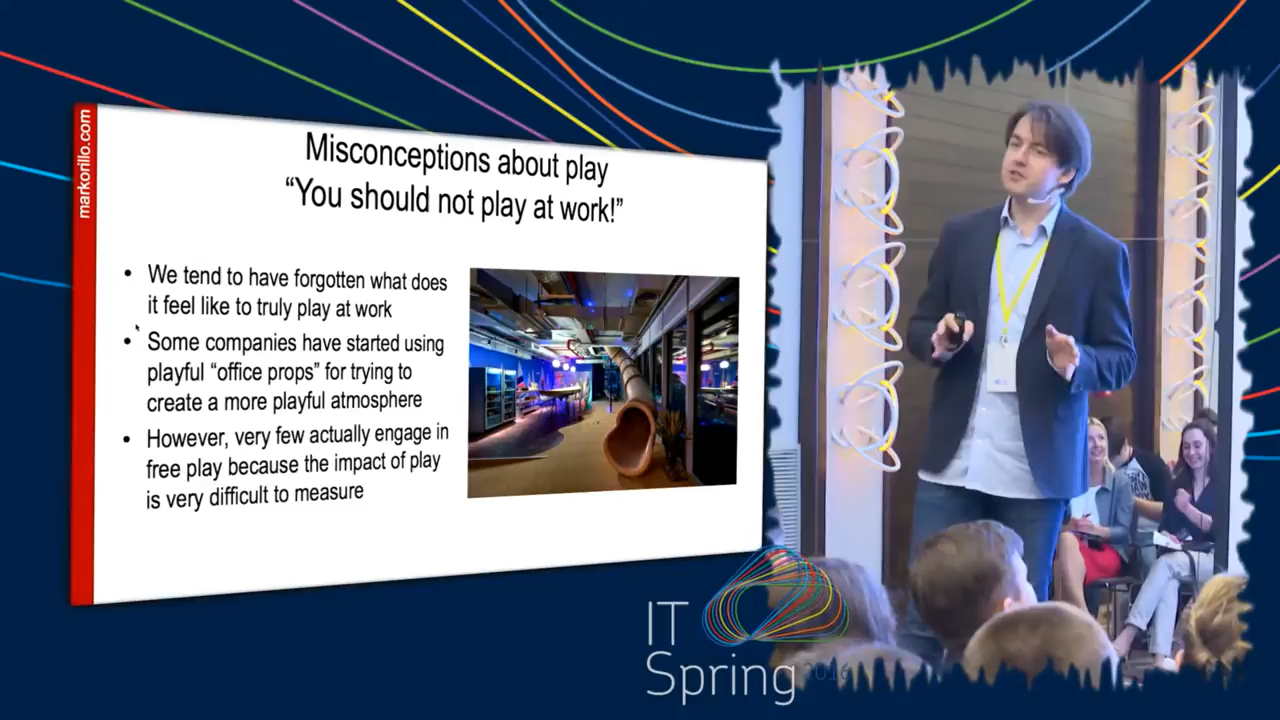 markorillo.com
Misconceptions about play
“You should not play at work!”
• We tend to have forgotten what does
it feel like to truly play at work
• Some companies have started using
playful “office props” for trying to
create a more playful atmosphere
• However, very few actually engage in
free play because the impact of play
is very difficult to measure
IT
Spring 2016